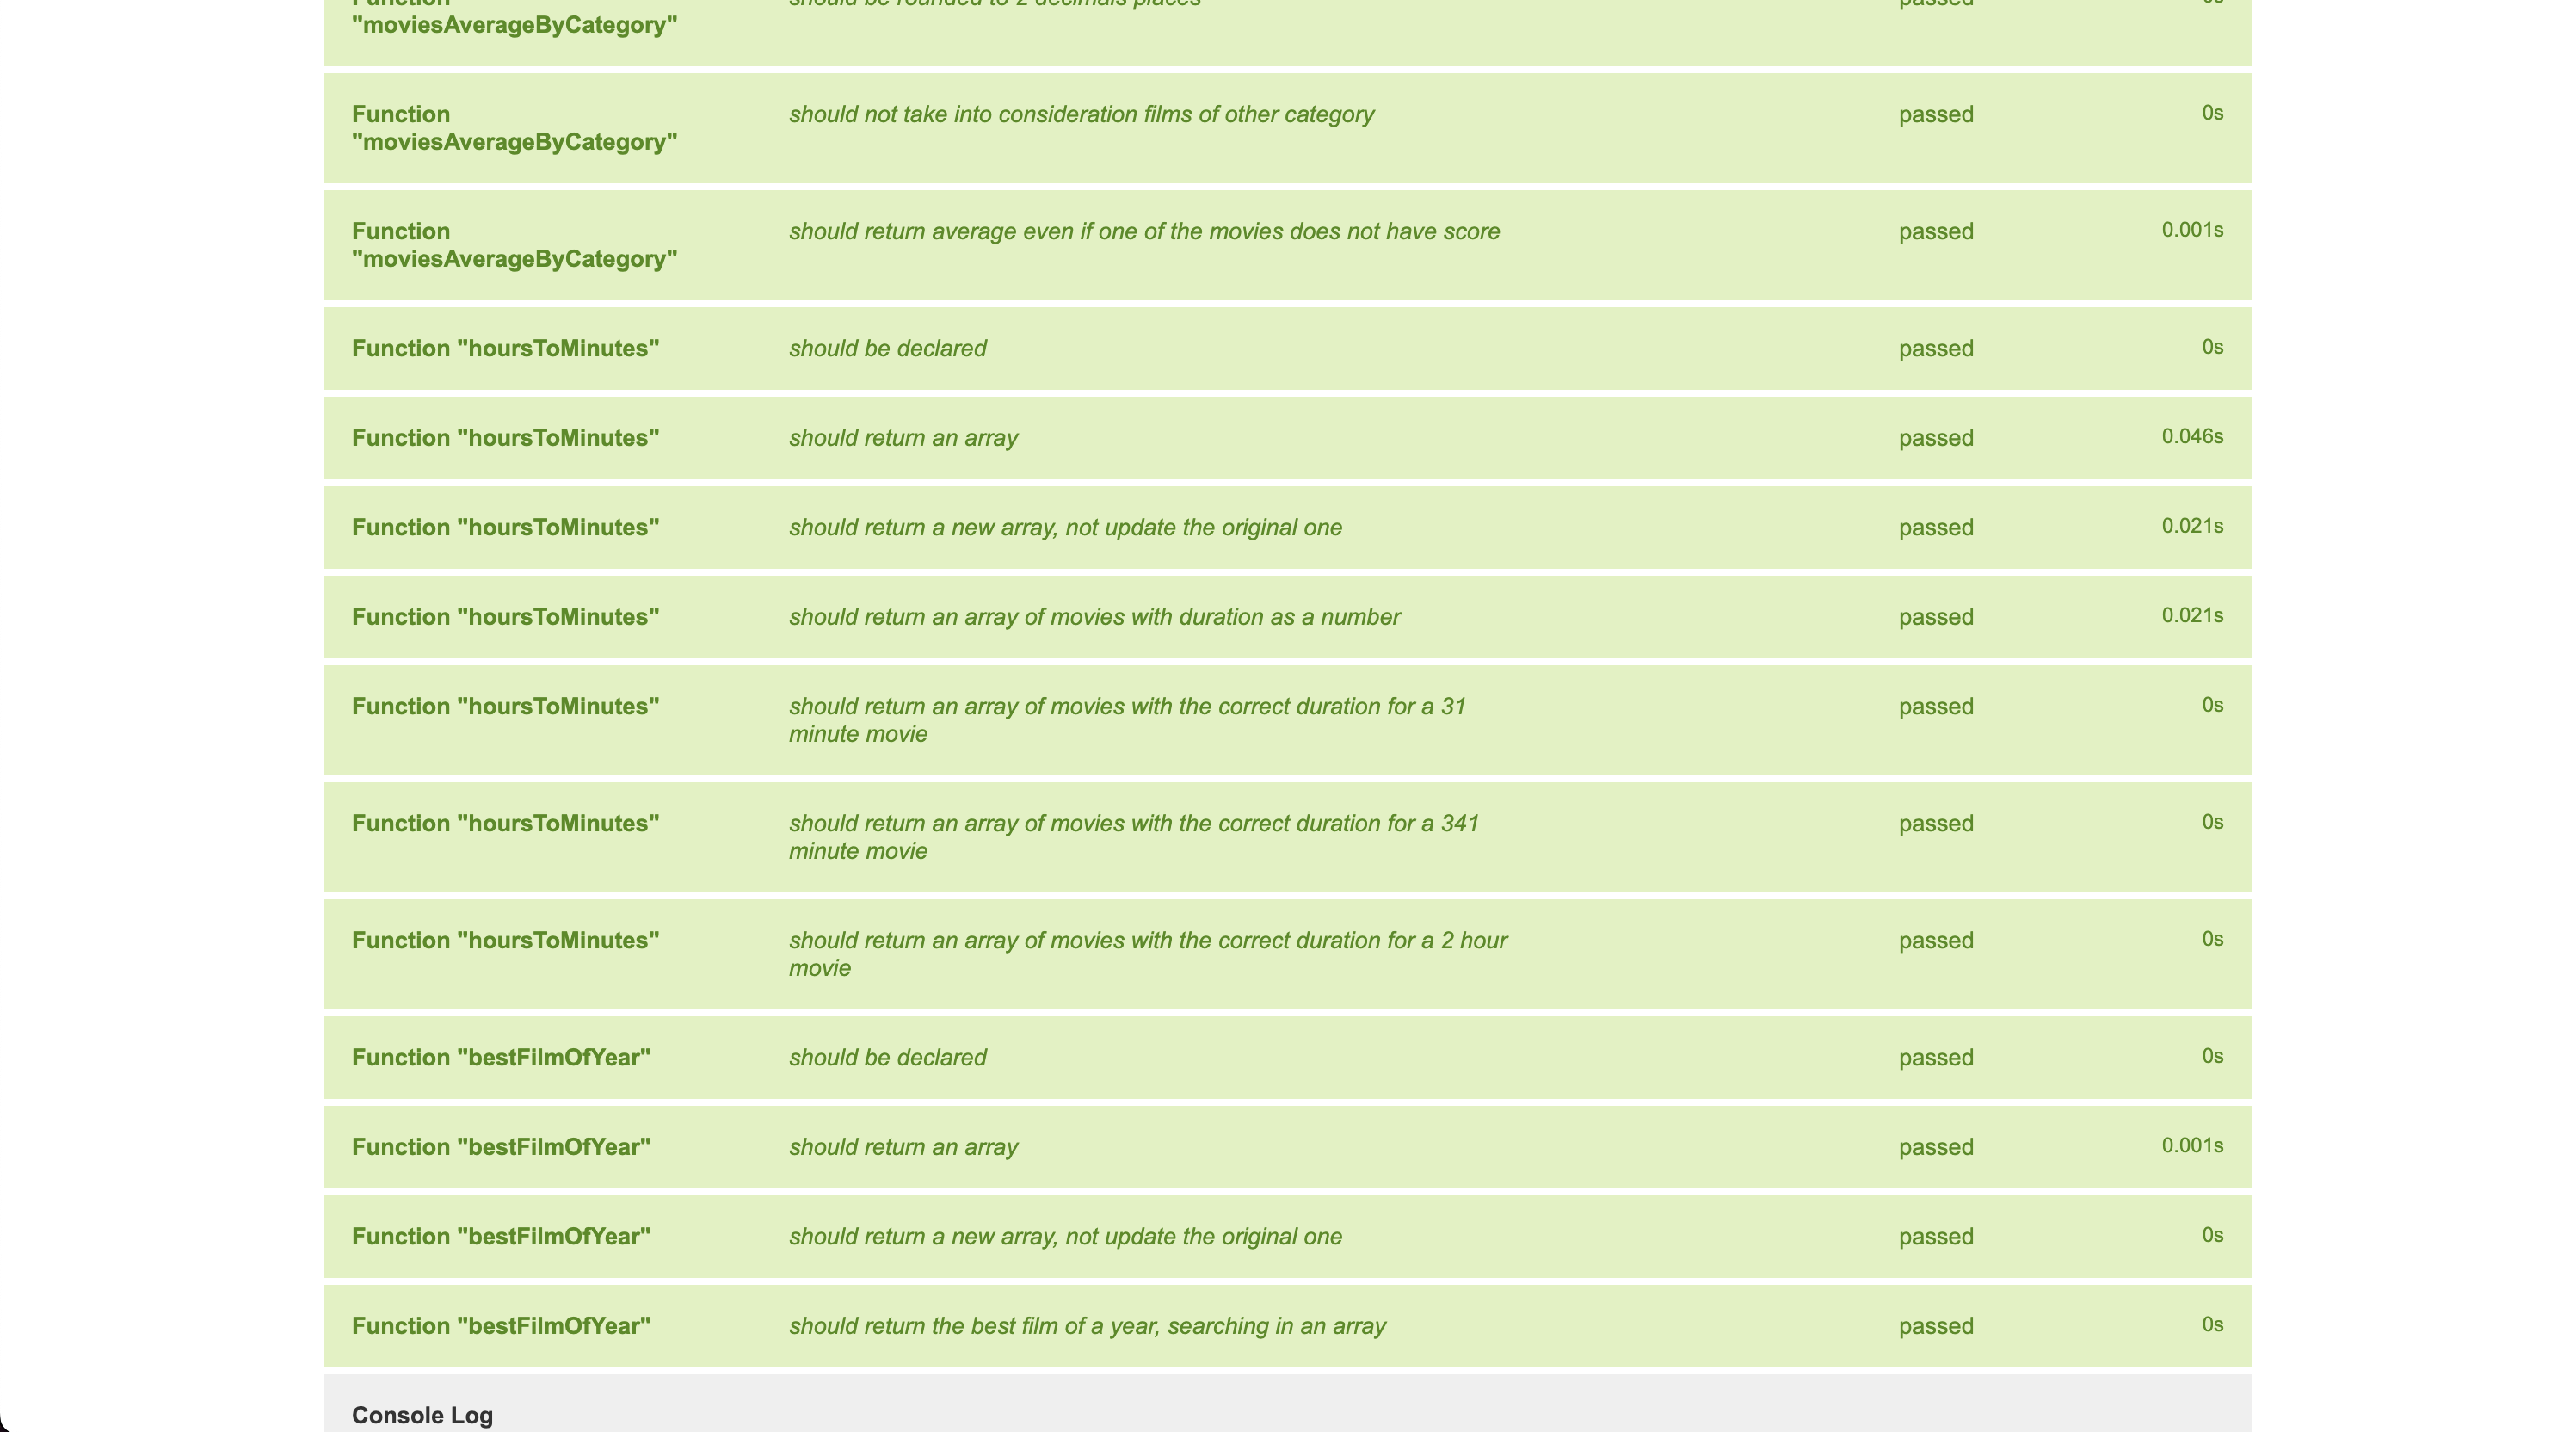 Function should be rounded to 2 decimals places passed 0s
"moviesAverageByCategory"
Function should not take into consideration films of other category passed 0s
"moviesAverageByCategory"
Function should return average even if one of the movies does not have score passed 0.001s
"moviesAverageByCategory"
Function "hoursToMinutes" should be declared passed 0s
Function "hoursToMinutes" should return an array passed 0.046s
Function "hoursToMinutes" should return a new array, not update the original one passed 0.021s
Function "hoursToMinutes" should return an array of movies with duration as a number passed 0.021s
Function "hoursToMinutes" should return an array of movies with the correct duration for a 31 passed 0s
minute movie
Function "hoursToMinutes" should return an array of movies with the correct duration for a 341 passed 0s
minute movie
Function "hoursToMinutes" should return an array of movies with the correct duration for a 2 hour passed 0s
movie
Function "bestFilmOfYear" should be declared passed 0s
Function "bestFilmOfYear" should return an array passed 0.001s
Function "bestFilmOfYear" should return a new array, not update the original one passed 0s
Function "bestFilmOfYear" should return the best film of a year, searching in an array passed 0s
Console Log